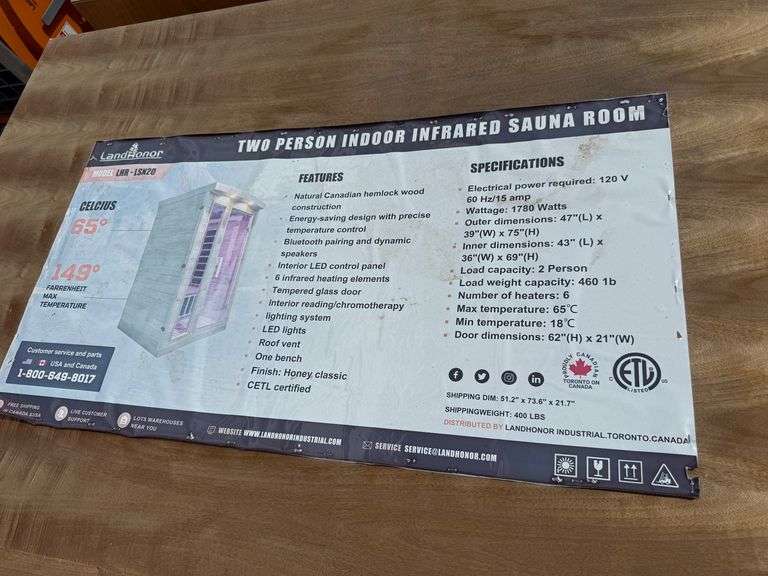 LandHonor
TWO PERSON INDOOR INFRARED SAUNA ROOM
MODEL LHR - LSN20
CELCIUS
65°
149°
FARRENHEIT
MAX
TEMPERATURE
Customer service and parts
USA and Canada
1-800-649-8017
FEATURES
Natural Canadian hemlock wood
construction
Energy-saving design with precise
temperature control
Bluetooth pairing and dynamic
speakers
Interior LED control panel
6 infrared heating elements
Tempered glass door
Interior reading/chromotherapy
lighting system
LED lights
Roof vent
One bench
Finish: Honey, classic
CETL certified
SPECIFICATIONS
Electrical power required: 120 V
60 Hz/15 amp
Wattage: 1780 Watts
Outer dimensions: 47"(L) x
39"(W) x 75"(H)
Inner dimensions: 43" (L) x
36"(W) x 69"(H)
Load capacity: 2 Person
Load weight capacity: 460 1b
Number of heaters: 6
Max temperature: 65℃
Min temperature: 18℃
Door dimensions: 62"(H) x 21"(W)
PROUDLY CANADIAN
TORONTO ON
CANADA
C ETL US
LISTED
SHIPPING DIM: 51.2" x 73.6" x 21.7"
SHIPPINGWEIGHT: 400 LBS
DISTRIBUTED BY LANDHONOR INDUSTRIAL.TORONTO.CANADA
FREE SHIPPING
IN CANADA &USA
LIVE CUSTOMER
SUPPORT
LOTS WAREHOUSES
NEAR YOU
WEBSITE WWW.LANDHONORINDUSTRIAL.COM
SERVICE SERVICE@LANDHONOR.COM